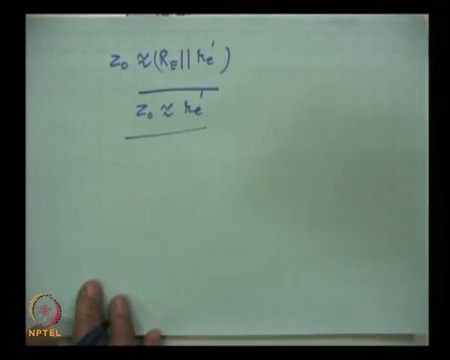 z₀ ≈ (R_E || r_e')
z₀ ≈ r_e'
NPTEL